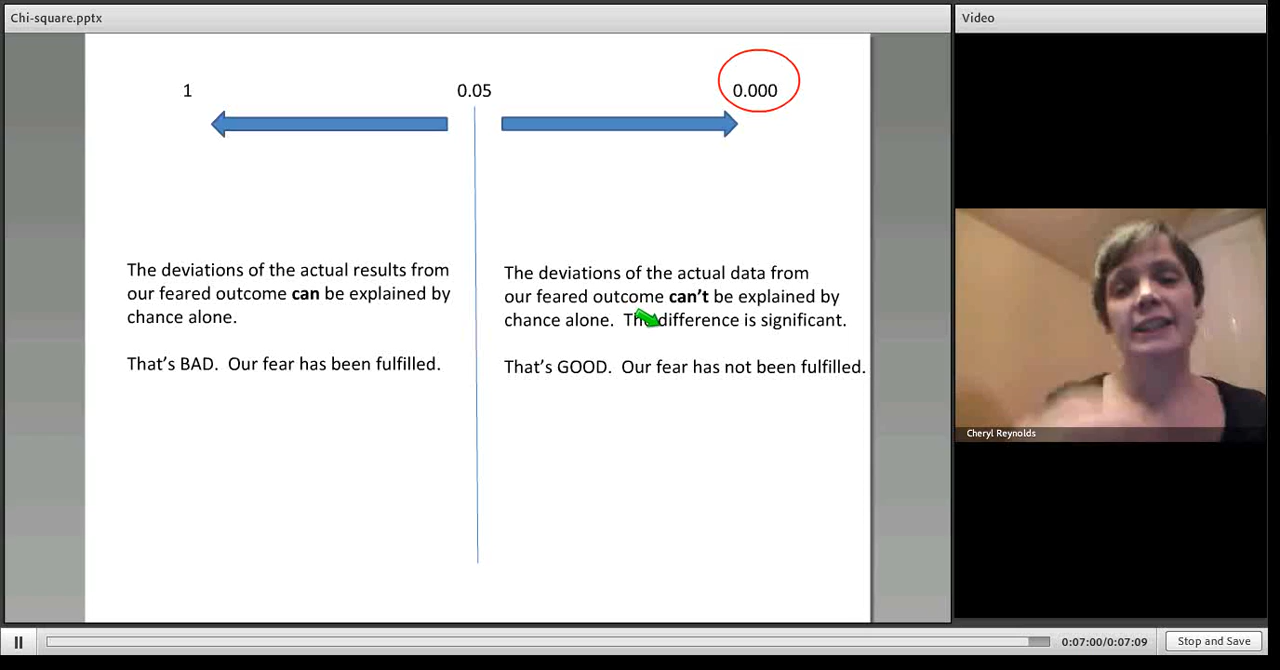 Chi-square.pptx
Video
1
0.05
0.000
The deviations of the actual results from
our feared outcome can be explained by
chance alone.
That's BAD.  Our fear has been fulfilled.
The deviations of the actual data from
our feared outcome can't be explained by
chance alone.  The difference is significant.
That's GOOD.  Our fear has not been fulfilled.
Cheryl Reynolds
0:07:00/0:07:09
Stop and Save